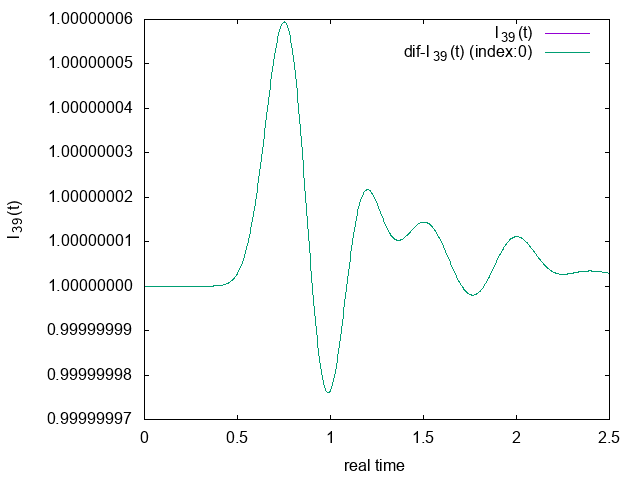 I39(t)
dif-I39(t) (index:0)
1.00000006
1.00000005
1.00000004
1.00000003
1.00000002
1.00000001
1.00000000
0.99999999
0.99999998
0.99999997
I39(t)
0 0.5 1 1.5 2 2.5
real time